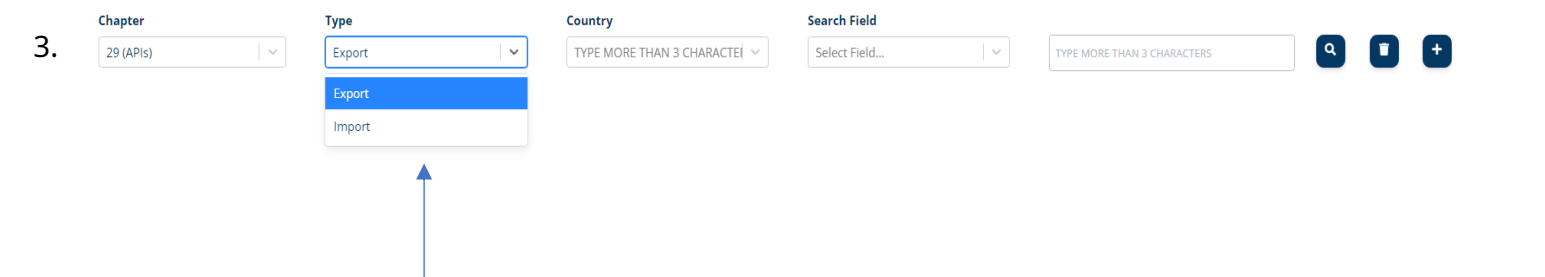 Chapter Type Country Search Field
3. 29 (APIs) Export TYPE MORE THAN 3 CHARACTE Select Field... TYPE MORE THAN 3 CHARACTERS
Export
Import